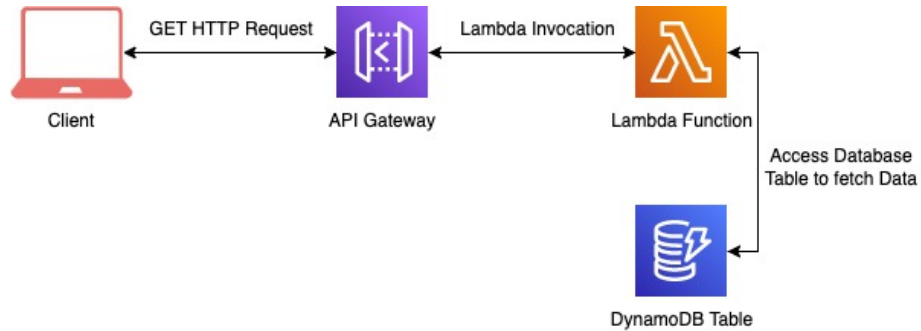 GET HTTP Request
Lambda Invocation
Client
API Gateway
Lambda Function
Access Database
Table to fetch Data
DynamoDB Table